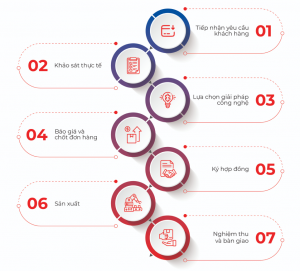 01
Tiếp nhận yêu cầu
khách hàng
02
Khảo sát thực tế
03
Lựa chọn giải pháp
công nghệ
04
Báo giá và
chốt đơn hàng
05
Ký hợp đồng
06
Sản xuất
07
Nghiệm thu
và bàn giao